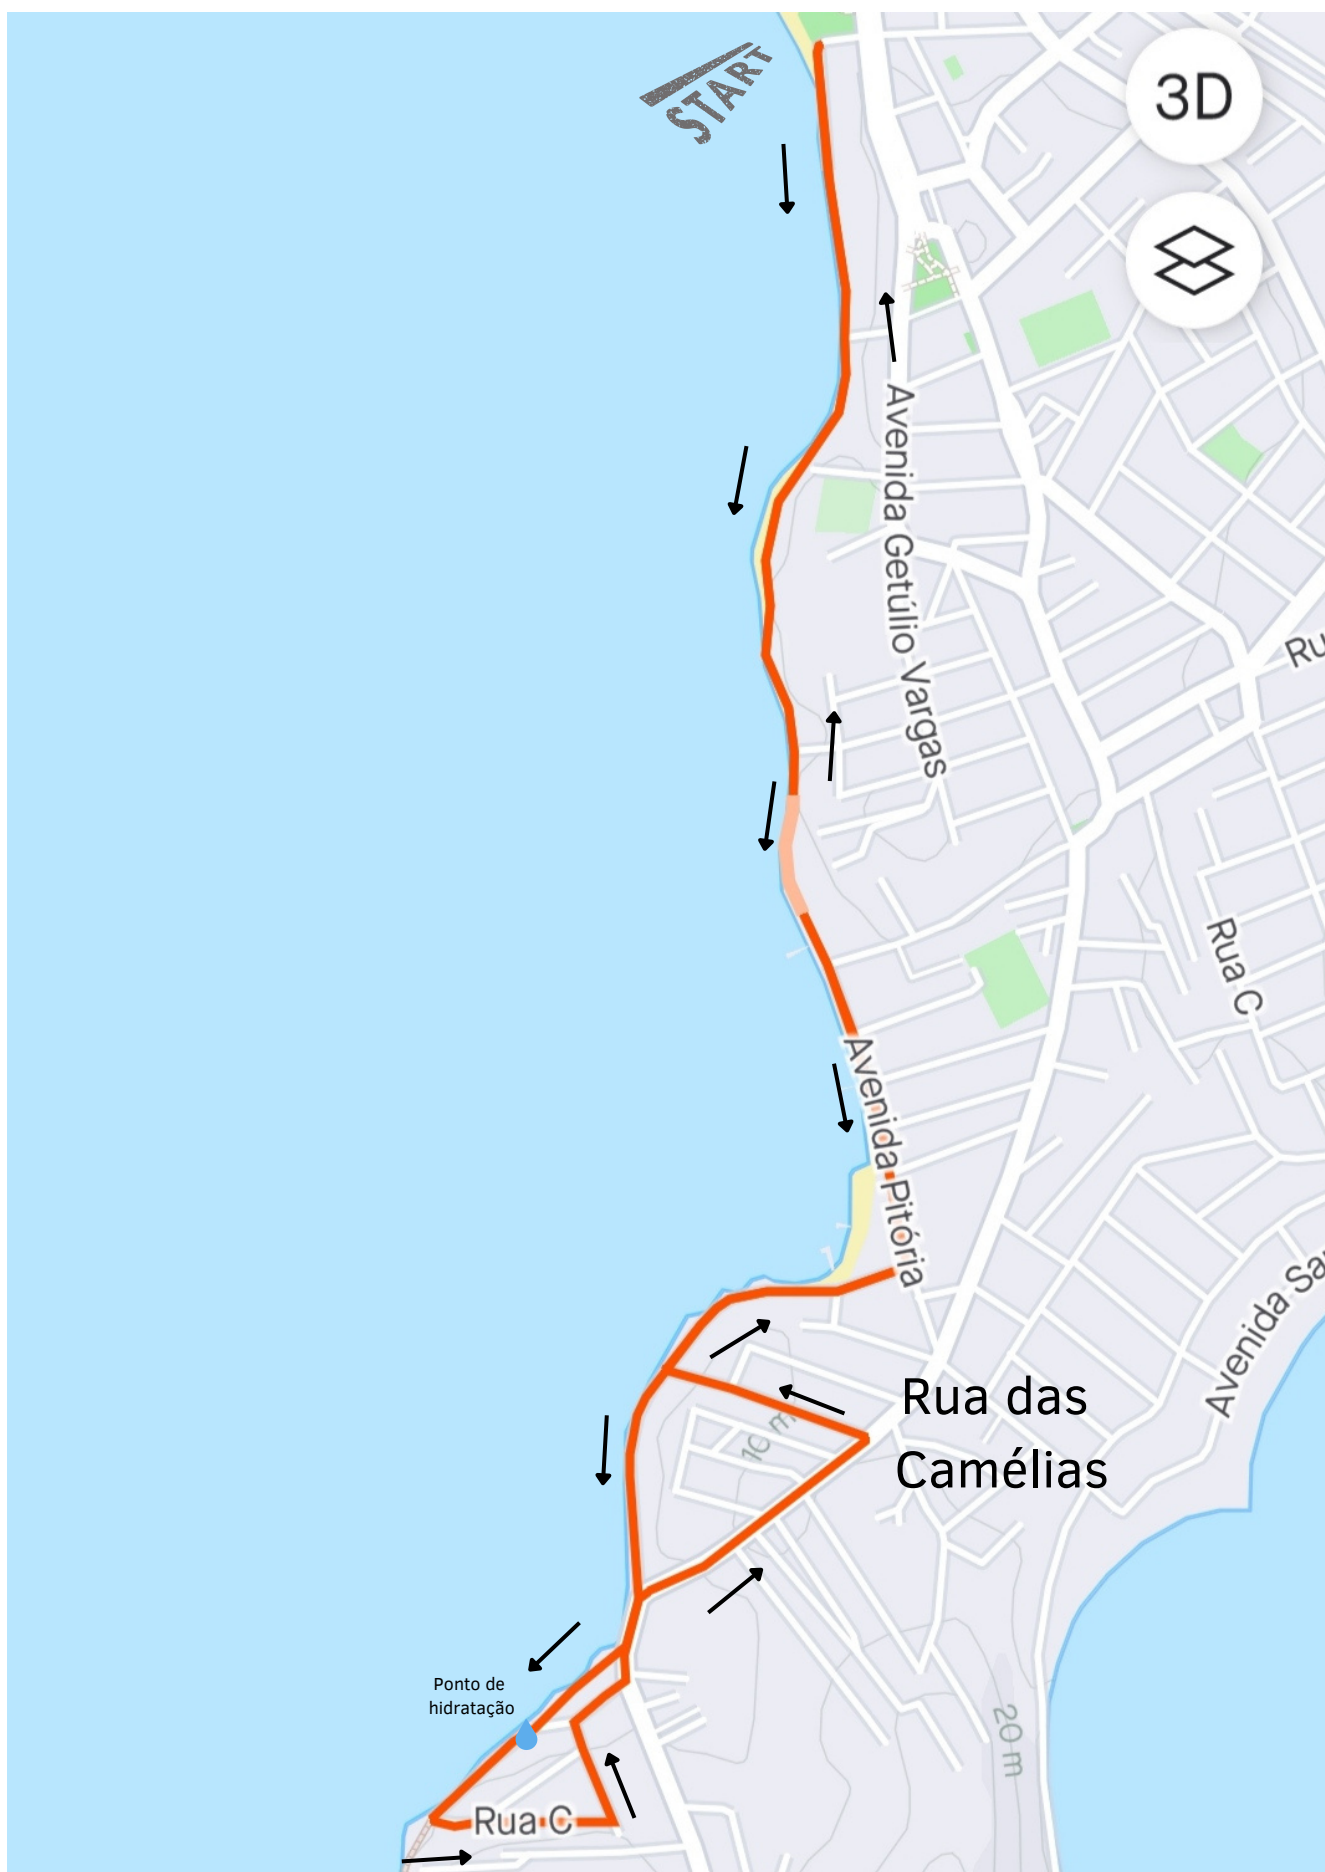 START
3D
Avenida Getúlio Vargas
Ru
Rua C
Avenida Pitória
Avenida Sa
Rua das
Camélias
10 m
Ponto de
hidratação
20 m
Rua C